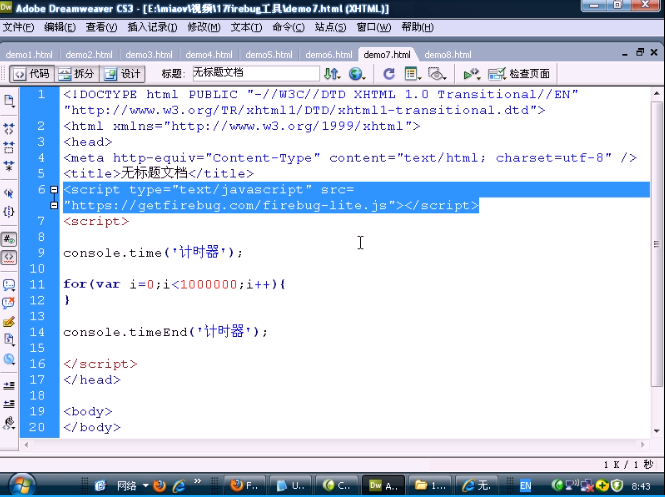 Adobe Dreamweaver CS3 - [E:\miaov\视频\17firebug工具\demo7.html (XHTML)]
文件(F) 编辑(E) 查看(V) 插入记录(I) 修改(M) 文本(T) 命令(C) 站点(S) 窗口(W) 帮助(H)
demo1.html demo2.html demo3.html demo4.html demo5.html demo6.html demo7.html demo8.html
代码 拆分 设计 标题: 无标题文档 检查页面
1 <!DOCTYPE html PUBLIC "-//W3C//DTD XHTML 1.0 Transitional//EN"
"http://www.w3.org/TR/xhtml1/DTD/xhtml1-transitional.dtd">
2 <html xmlns="http://www.w3.org/1999/xhtml">
3 <head>
4 <meta http-equiv="Content-Type" content="text/html; charset=utf-8" />
5 <title>无标题文档</title>
6 <script type="text/javascript" src=
"https://getfirebug.com/firebug-lite.js"></script>
7 <script>
8
9 console.time('计时器');
10
11 for(var i=0;i<1000000;i++){
12 }
13
14 console.timeEnd('计时器');
15
16 </script>
17 </head>
18
19 <body>
20 </body>
1 K / 1 秒
网络 » F.. U.. C.. A.. 1... 无.. EN 8:43